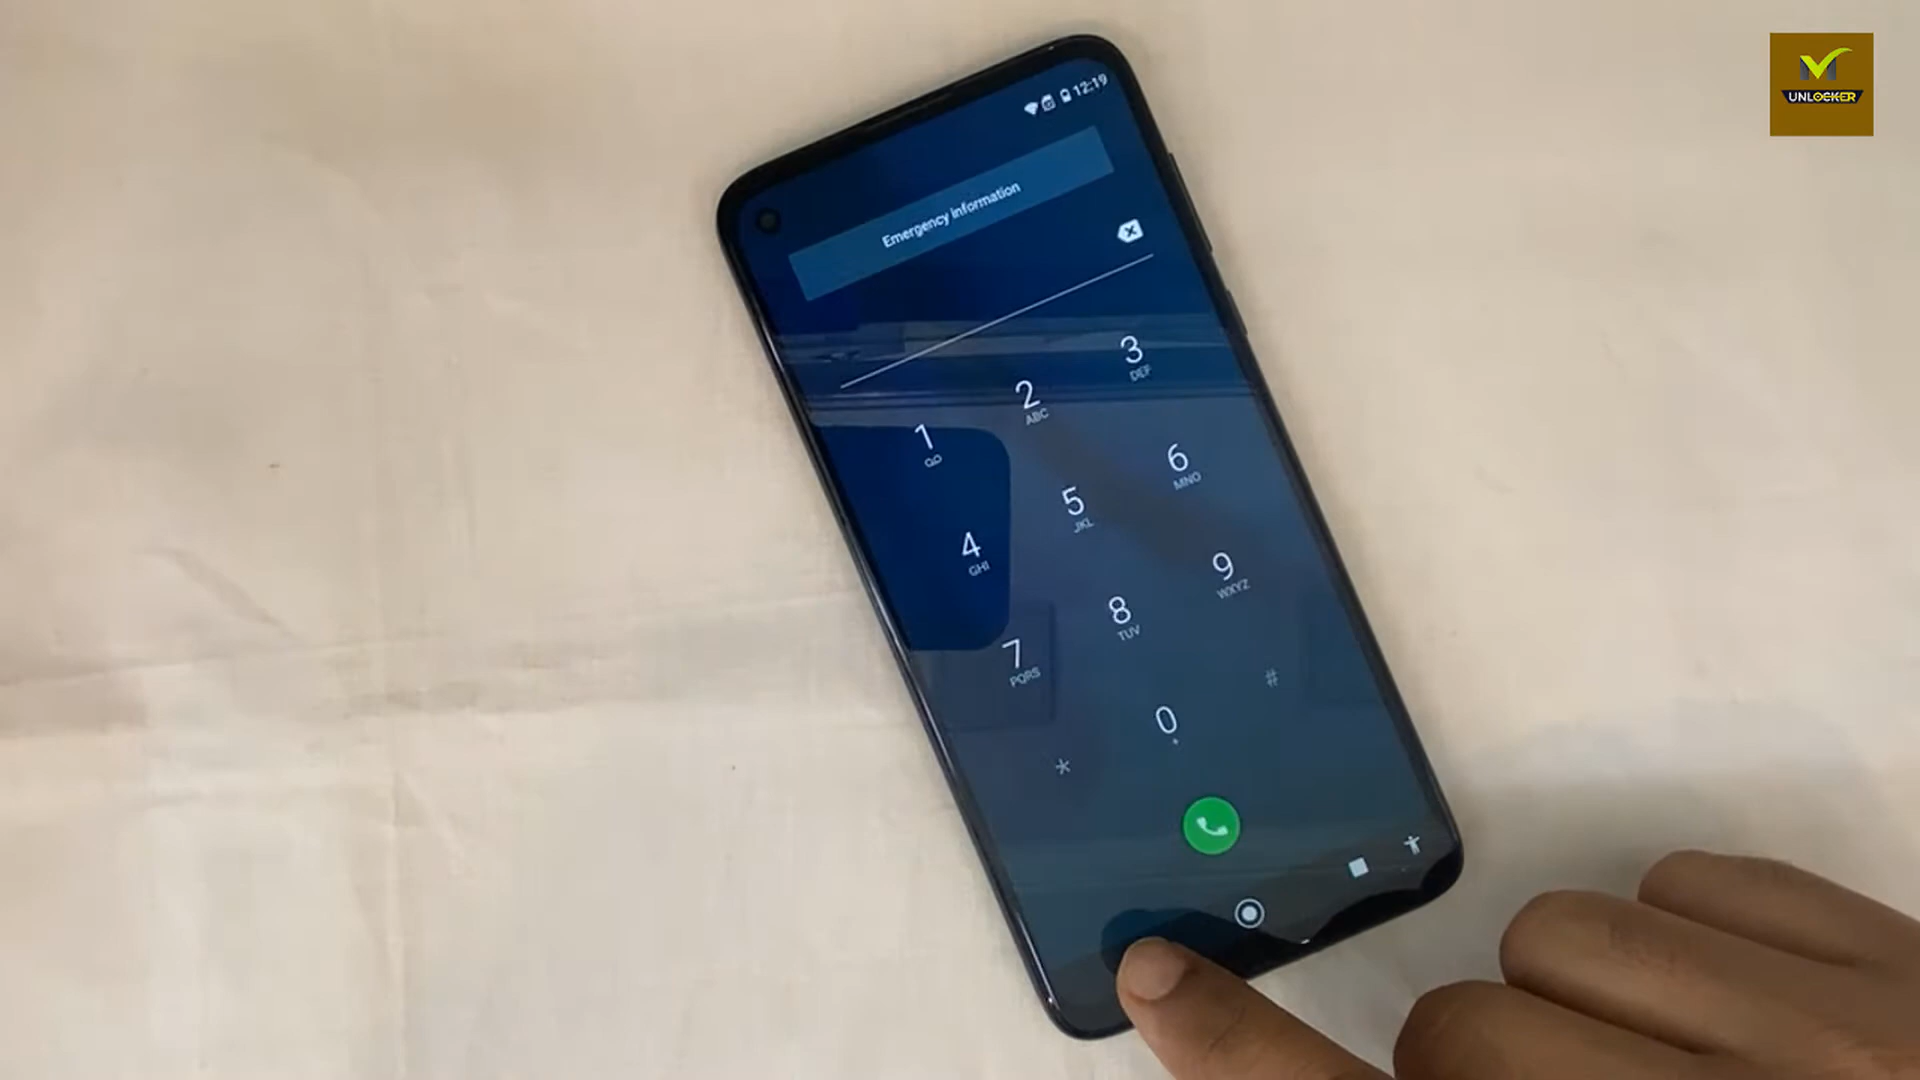 UNLOCKER
12:19
Emergency information
1
2
ABC
3
DEF
4
GHI
5
JKL
6
MNO
7
PQRS
8
TUV
9
WXYZ
*
0
+
#